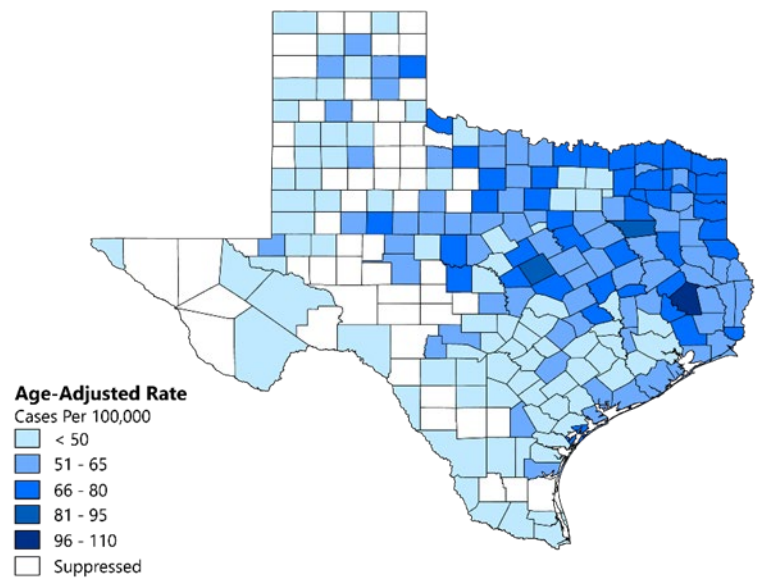 Age-Adjusted Rate
Cases Per 100,000
< 50
51 - 65
66 - 80
81 - 95
96 - 110
Suppressed